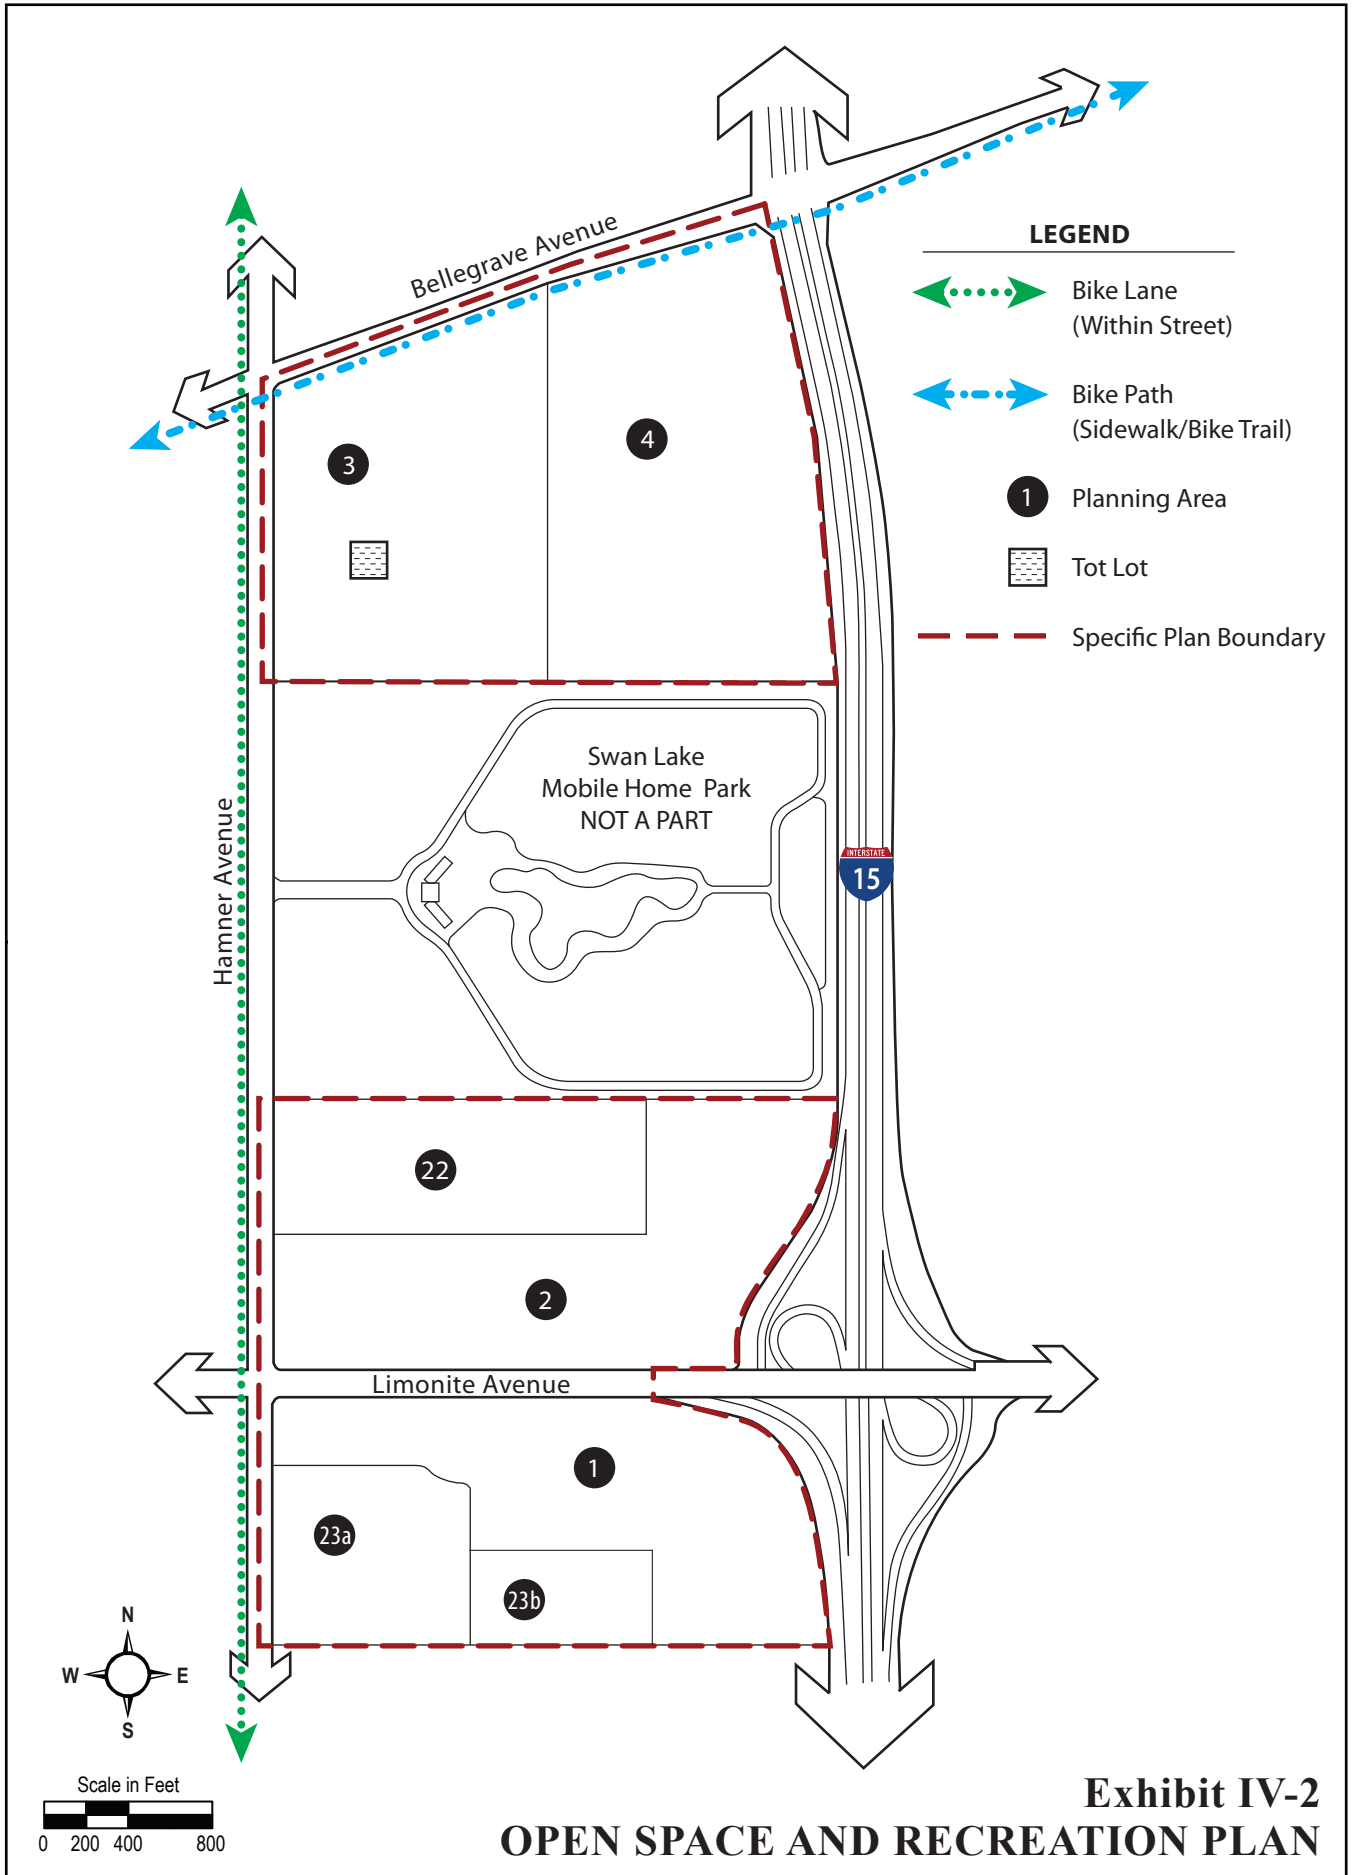 Bellegrave Avenue
LEGEND
Bike Lane
(Within Street)
Bike Path
(Sidewalk/Bike Trail)
1
Planning Area
Tot Lot
Specific Plan Boundary
3
4
Swan Lake
Mobile Home Park
NOT A PART
Hamner Avenue
INTERSTATE
15
22
2
Limonite Avenue
1
23a
23b
N
W
E
S
Scale in Feet
0 200 400 800
Exhibit IV-2
OPEN SPACE AND RECREATION PLAN